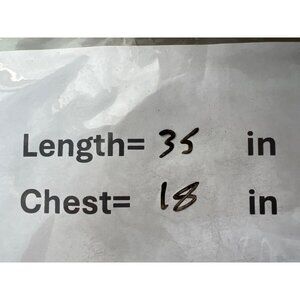 Length= 35 in
Chest= 18 in